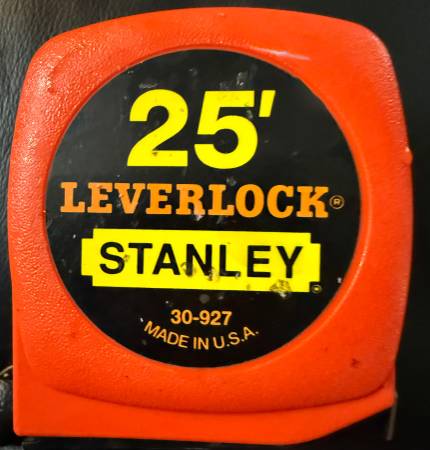 25'
LEVERLOCK®
STANLEY®
30-927
MADE IN U.S.A.